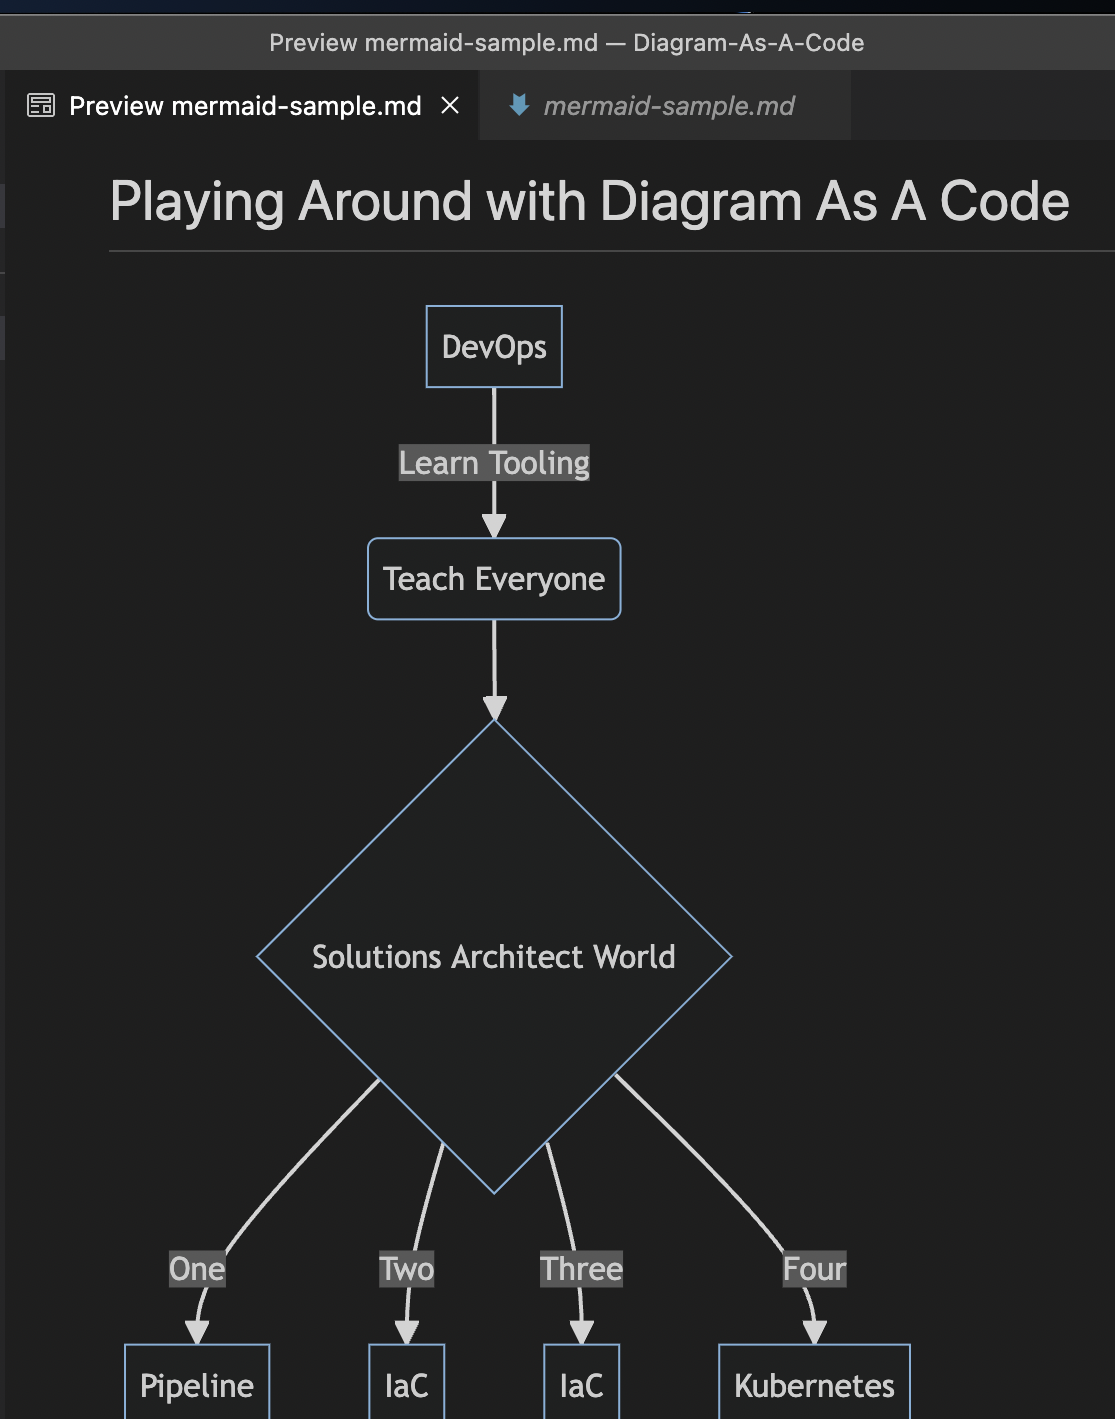 Preview mermaid-sample.md — Diagram-As-A-Code
Preview mermaid-sample.md
mermaid-sample.md
Playing Around with Diagram As A Code
DevOps
Learn Tooling
Teach Everyone
Solutions Architect World
One
Two
Three
Four
Pipeline
IaC
IaC
Kubernetes